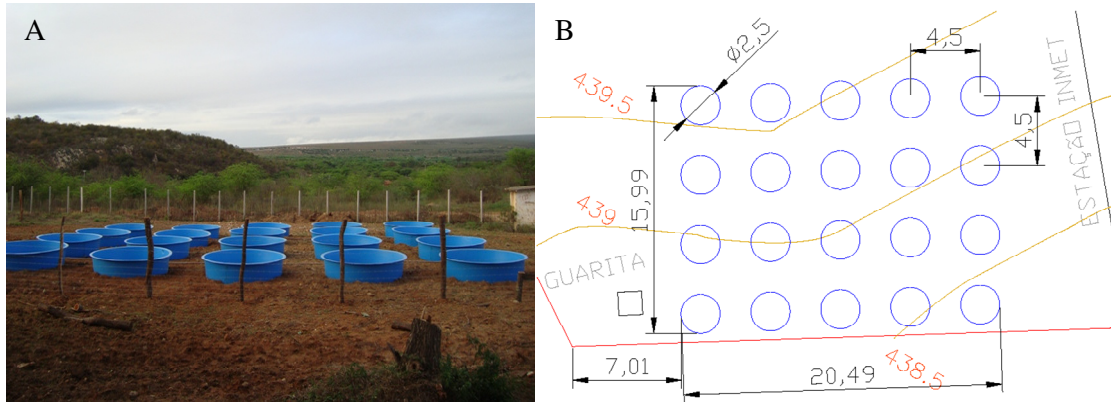 A
B
Ø2,5
4,5
439.5
4,5
ESTAÇÃO INMET
15,99
439
GUARITA
7,01
20,49
438.5